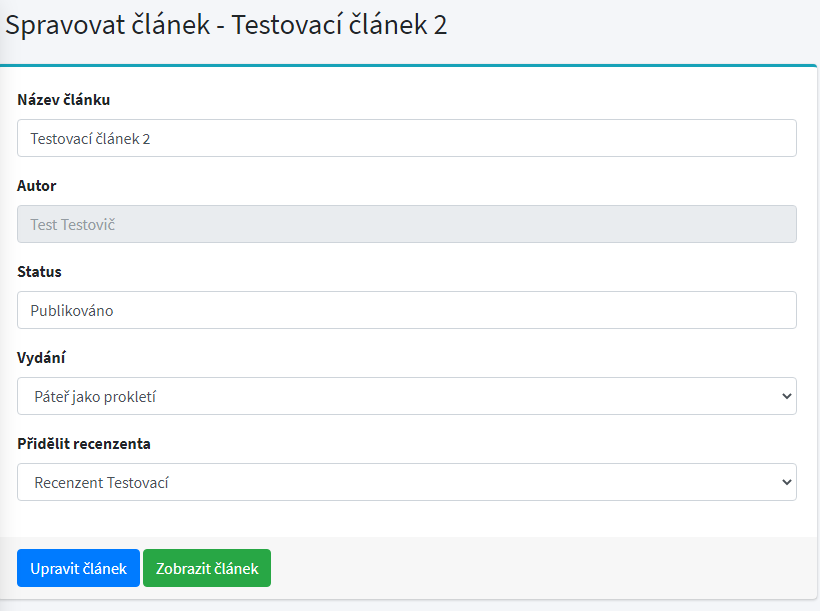 Spravovat článek - Testovací článek 2
Název článku
Testovací článek 2
Autor
Test Testovič
Status
Publikováno
Vydání
Páteř jako prokletí
Přidělit recenzenta
Recenzent Testovací
Upravit článek Zobrazit článek